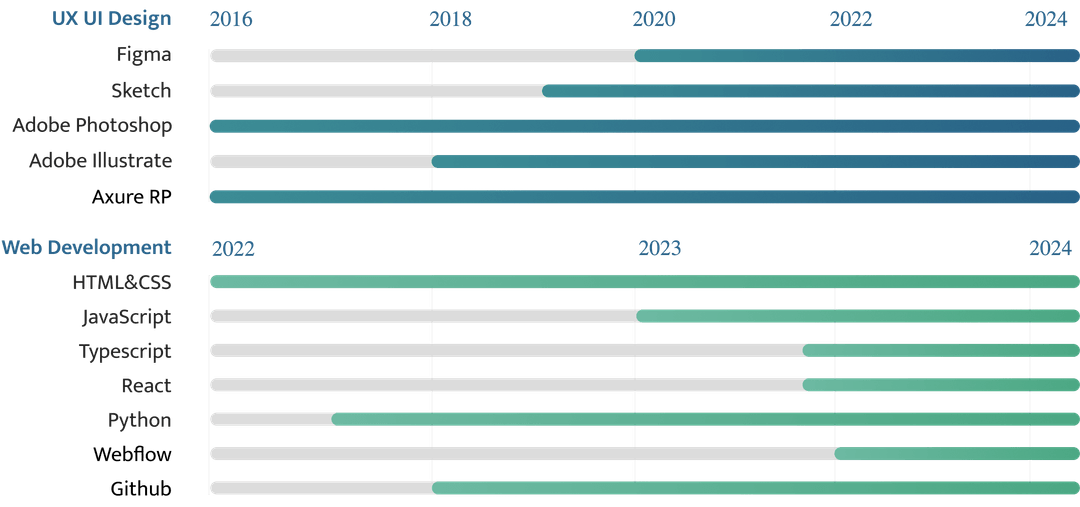 UX UI Design 2016 2018 2020 2022 2024
Figma
Sketch
Adobe Photoshop
Adobe Illustrate
Axure RP
Web Development 2022 2023 2024
HTML&CSS
JavaScript
Typescript
React
Python
Webflow
Github